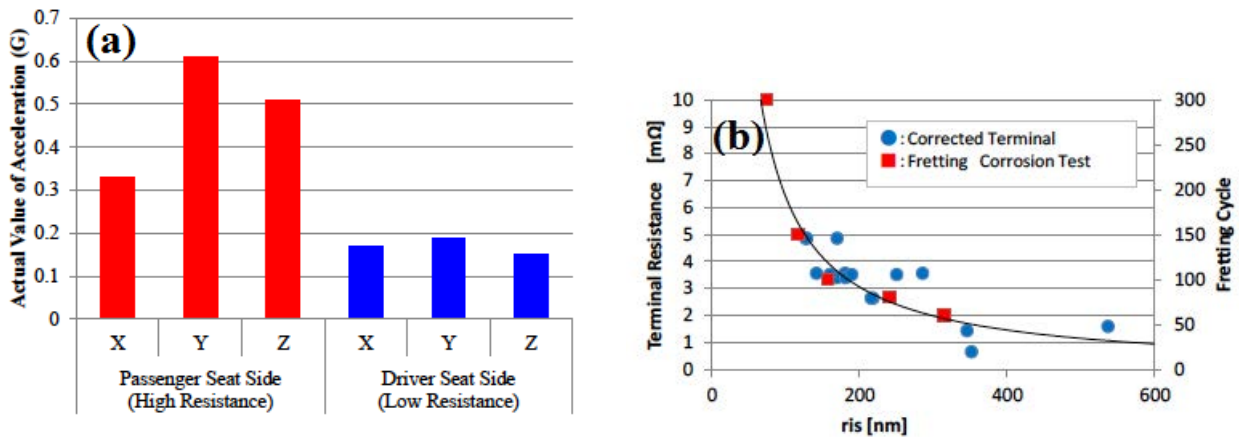 (a)
Actual Value of Acceleration (G)
0.7
0.6
0.5
0.4
0.3
0.2
0.1
0
X Y Z X Y Z
Passenger Seat Side
(High Resistance)
Driver Seat Side
(Low Resistance)
(b)
Terminal Resistance [mΩ]
10
9
8
7
6
5
4
3
2
1
0
: Corrected Terminal
: Fretting Corrosion Test
300
250
200
150
100
50
0
Fretting Cycle
0 200 400 600
ris [nm]